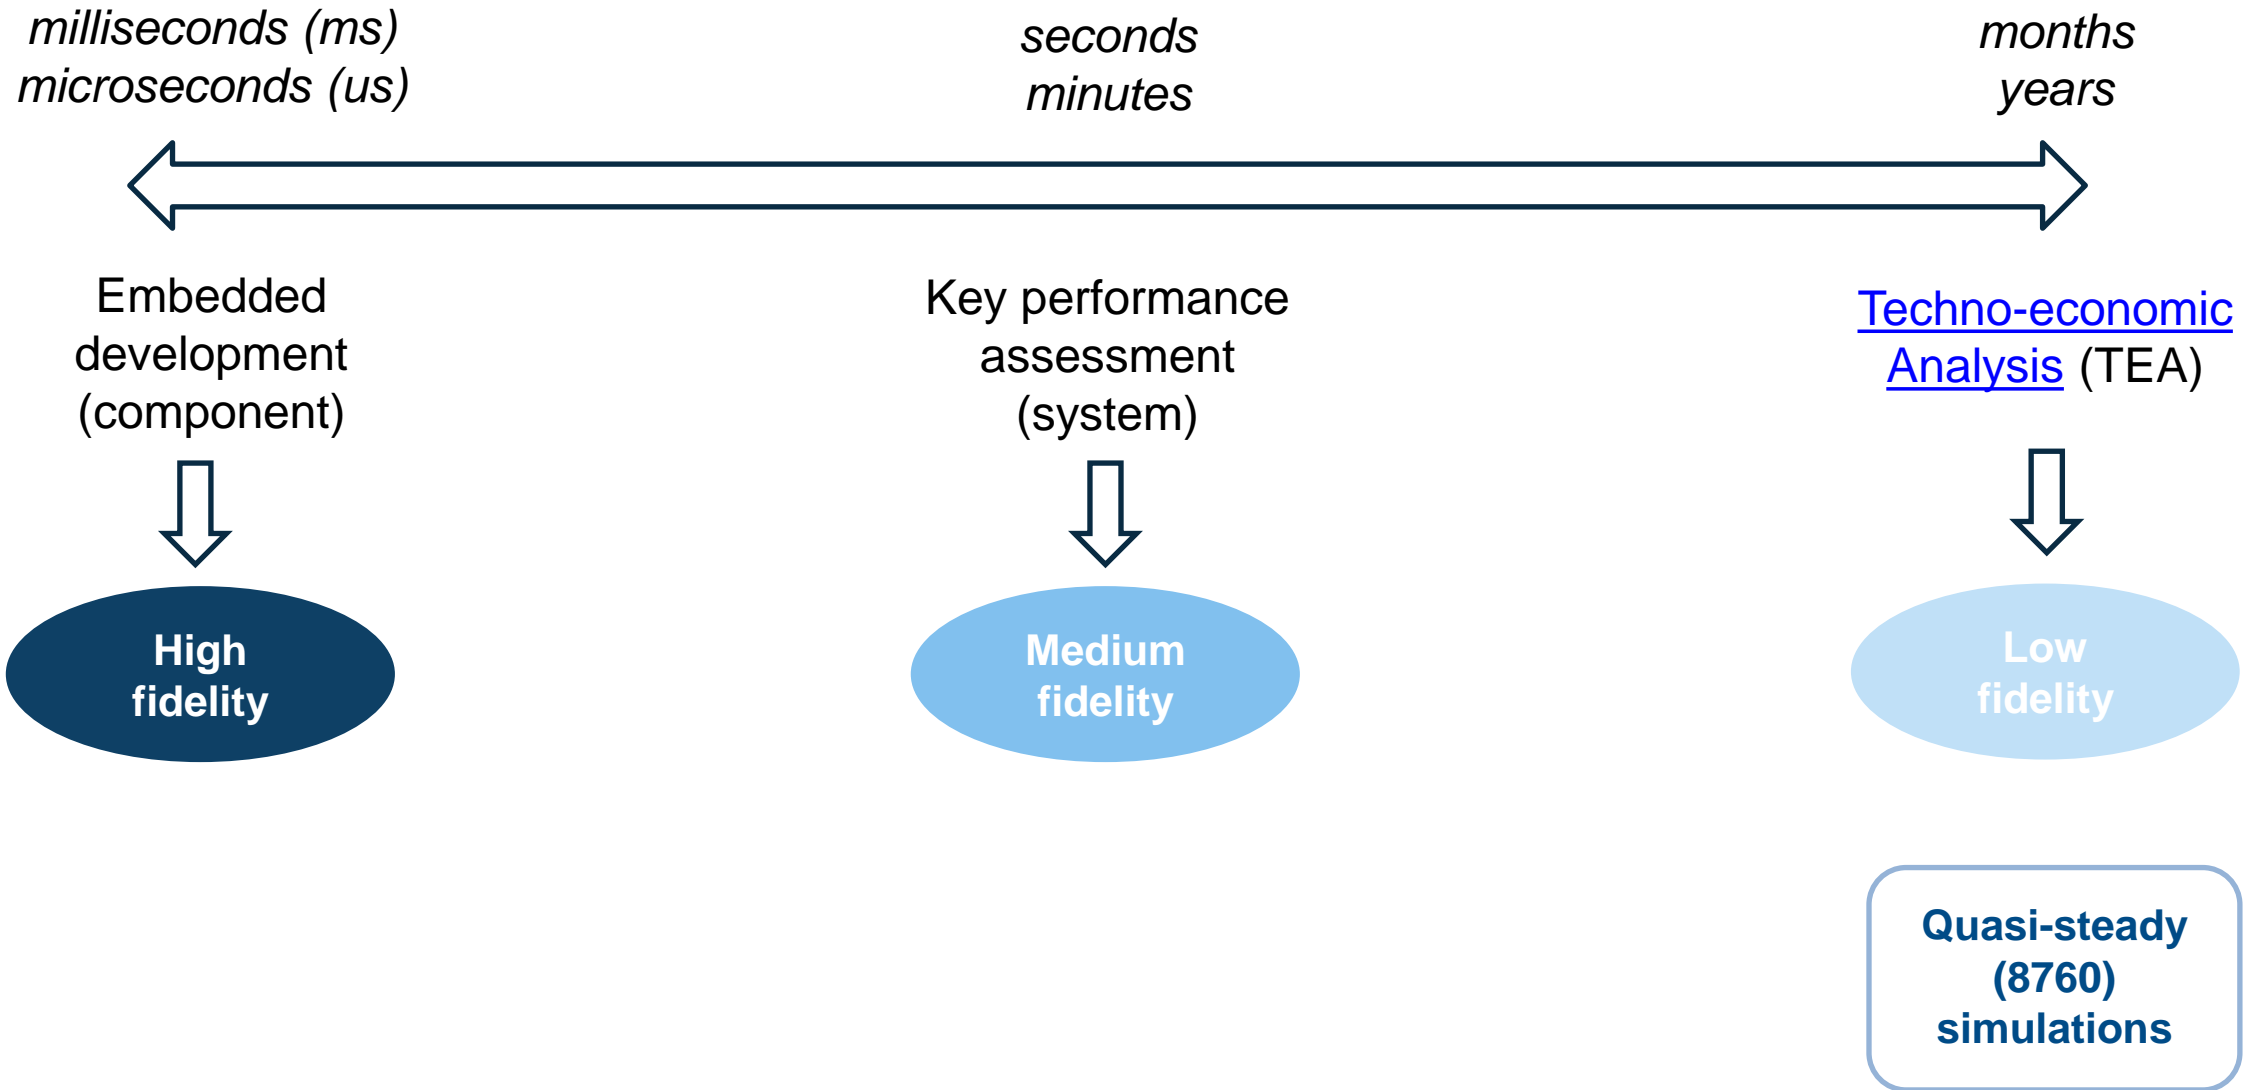 milliseconds (ms)
microseconds (us)
seconds
minutes
months
years
Embedded
development
(component)
Key performance
assessment
(system)
Techno-economic
Analysis (TEA)
High
fidelity
Medium
fidelity
Low
fidelity
Quasi-steady
(8760)
simulations